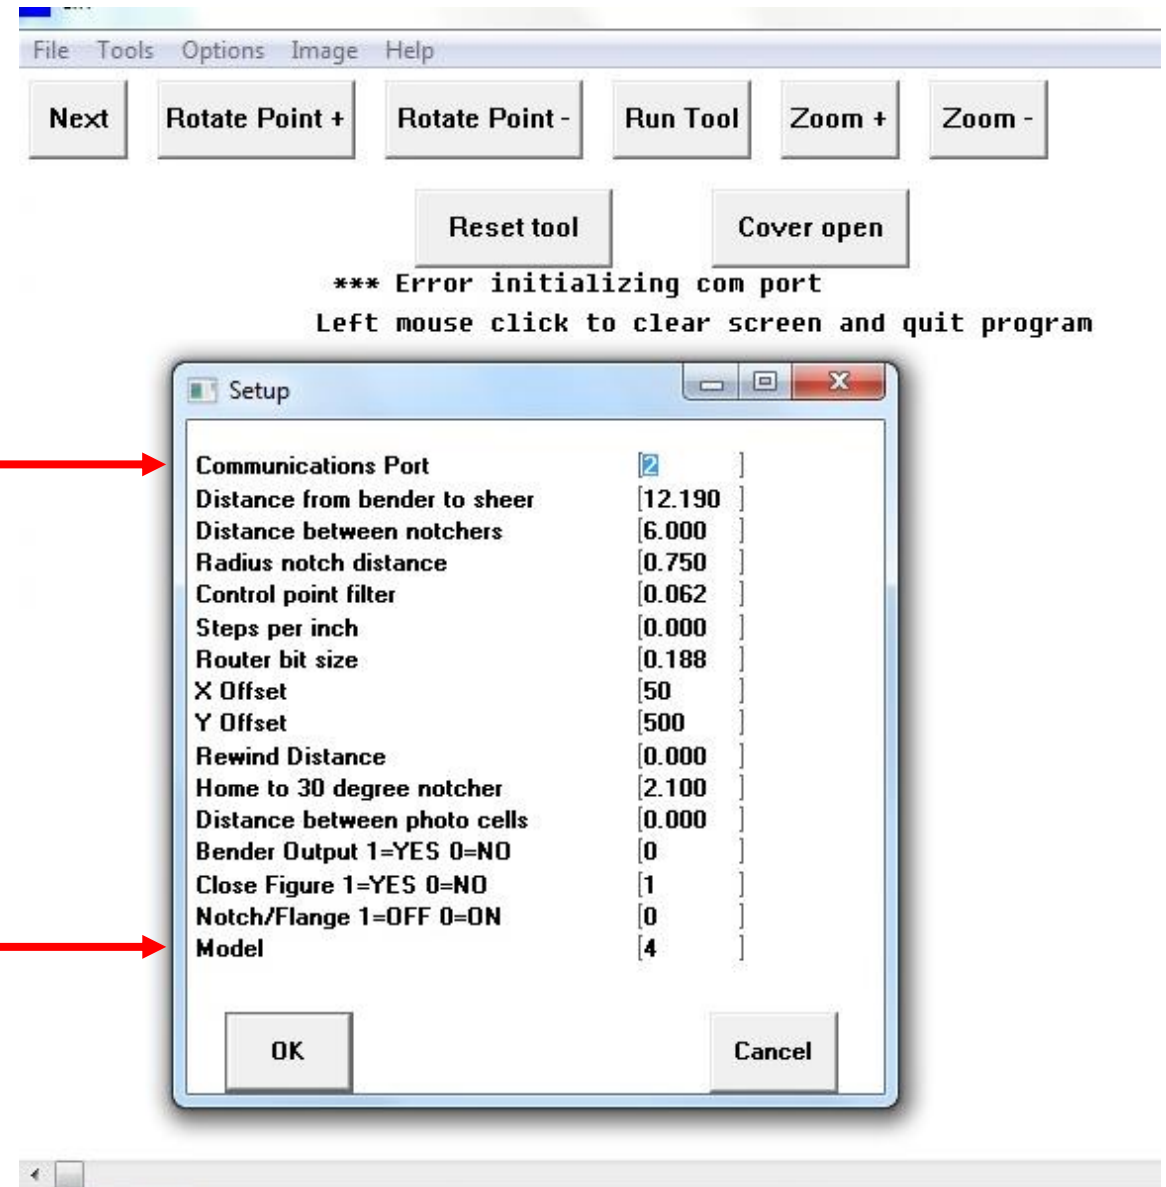 File Tools Options Image Help
Next Rotate Point + Rotate Point - Run Tool Zoom + Zoom -
Reset tool Cover open
*** Error initializing com port
Left mouse click to clear screen and quit program
Setup
Communications Port [2 ]
Distance from bender to sheer [12.190 ]
Distance between notchers [6.000 ]
Radius notch distance [0.750 ]
Control point filter [0.062 ]
Steps per inch [0.000 ]
Router bit size [0.188 ]
X Offset [50 ]
Y Offset [500 ]
Rewind Distance [0.000 ]
Home to 30 degree notcher [2.100 ]
Distance between photo cells [0.000 ]
Bender Output 1=YES 0=NO [0 ]
Close Figure 1=YES 0=NO [1 ]
Notch/Flange 1=OFF 0=ON [0 ]
Model [4 ]
OK Cancel